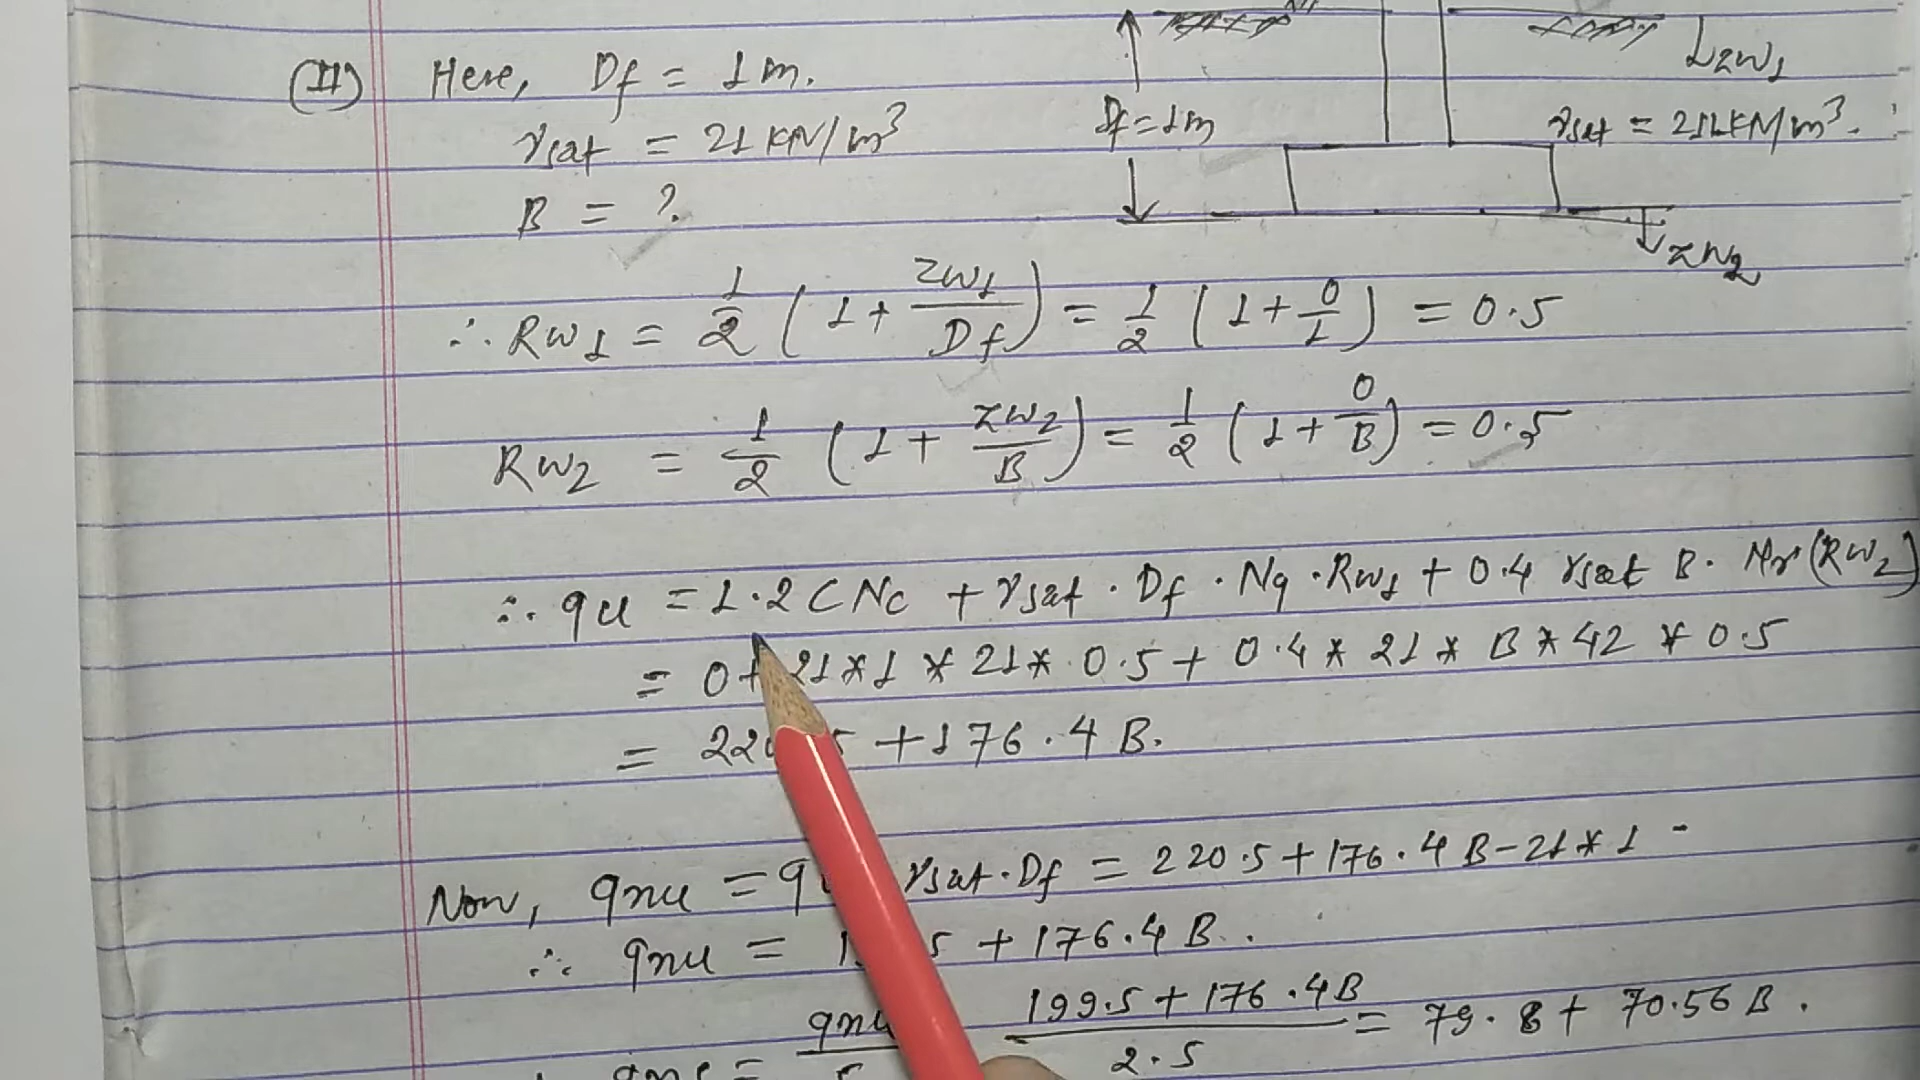 (II) Here, Df = 1m.
γsat = 21 KN/m³
B = ?
Zw1
Df = 1m
γsat = 21 KN/m³.
Zw2
∴ Rw1 = 1/2 (1 + Zw1/Df) = 1/2 (1 + 0/1) = 0.5
Rw2 = 1/2 (1 + Zw2/B) = 1/2 (1 + 0/B) = 0.5
∴ qu = 1.2 CNc + γsat · Df · Nq · Rw1 + 0.4 γsat B · Nr (Rw2)
= 0 + 21 * 1 * 21 * 0.5 + 0.4 * 21 * B * 42 * 0.5
= + 176.4 B.
Now, qnu = γsat · Df = 220.5 + 176.4 B - 21 * 1
∴ qnu = + 176.4 B.
199.5 + 176.4B / 2.5 = 79.8 + 70.56 B.